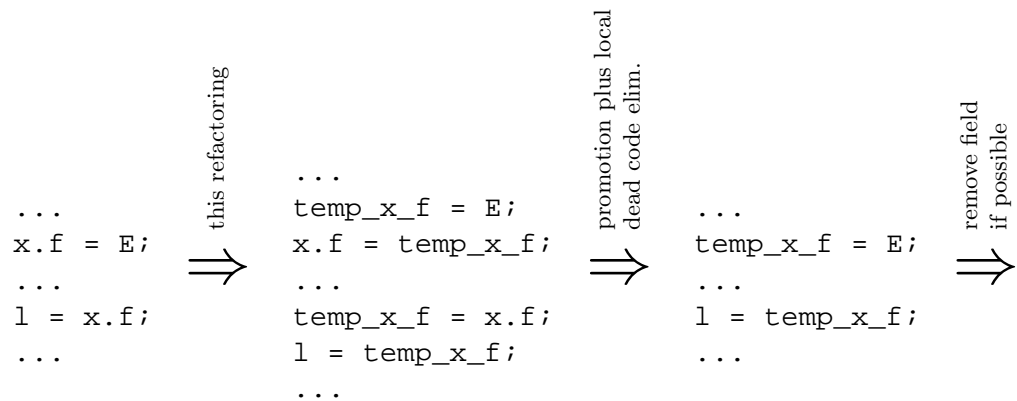 ...
x.f = E;
...
l = x.f;
...
this refactoring
⇒
...
temp_x_f = E;
x.f = temp_x_f;
...
temp_x_f = x.f;
l = temp_x_f;
...
promotion plus local
dead code elim.
⇒
...
temp_x_f = E;
...
l = temp_x_f;
...
remove field
if possible
⇒